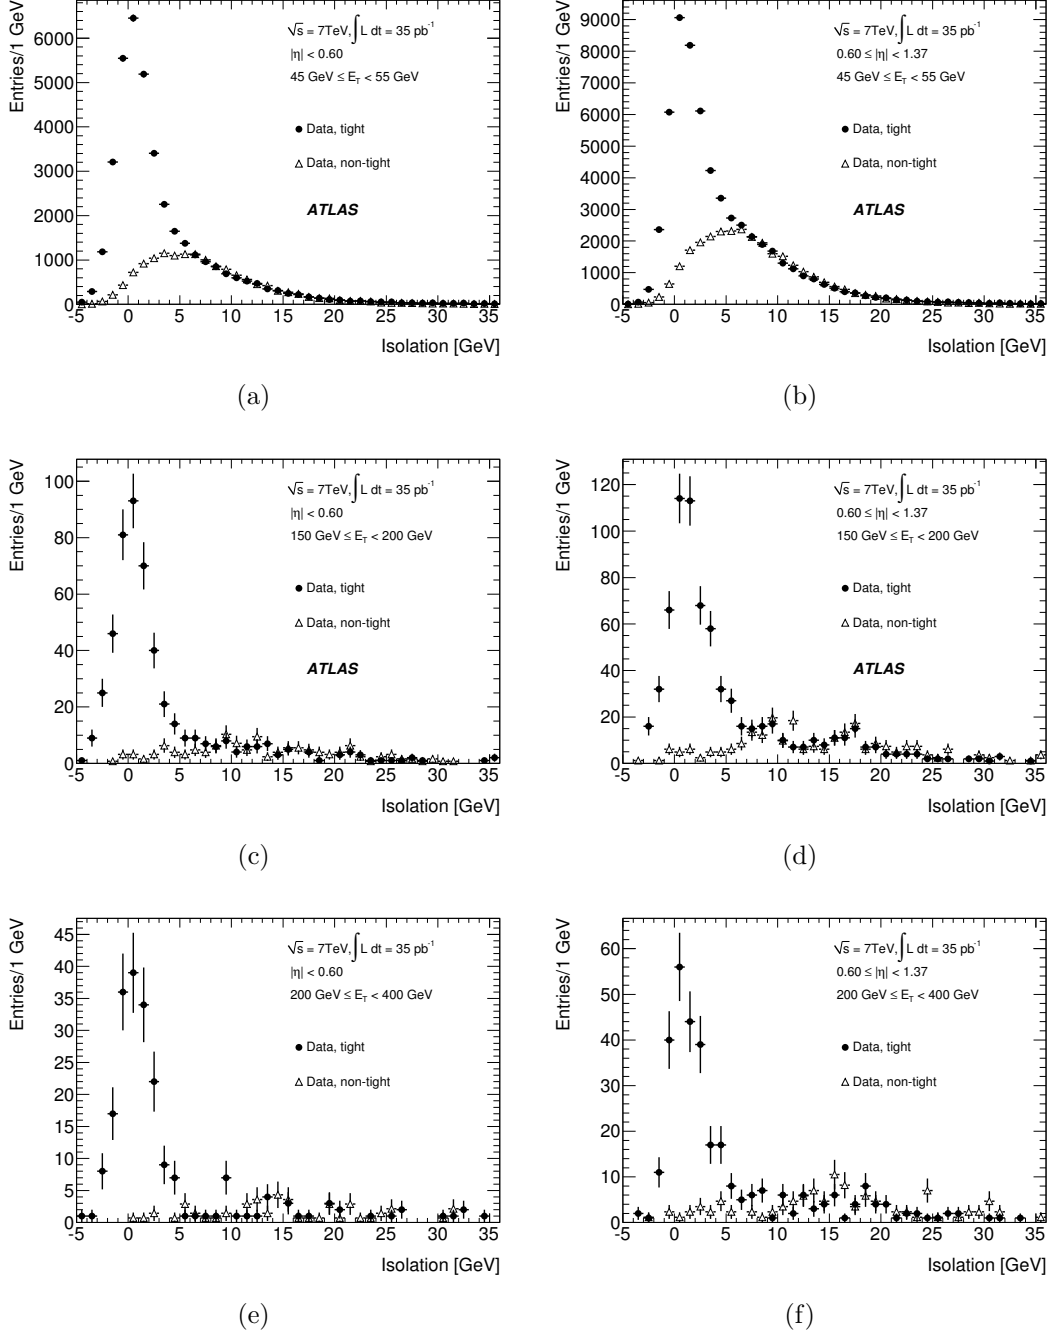 Entries/1 GeV
6000
5000
4000
3000
2000
1000
0
-5 0 5 10 15 20 25 30 35
Isolation [GeV]
√s = 7TeV, ∫ L dt = 35 pb⁻¹
|η| < 0.60
45 GeV ≤ E_T < 55 GeV
Data, tight
Data, non-tight
ATLAS
(a)
Entries/1 GeV
9000
8000
7000
6000
5000
4000
3000
2000
1000
0
-5 0 5 10 15 20 25 30 35
Isolation [GeV]
√s = 7TeV, ∫ L dt = 35 pb⁻¹
0.60 ≤ |η| < 1.37
45 GeV ≤ E_T < 55 GeV
Data, tight
Data, non-tight
ATLAS
(b)
Entries/1 GeV
100
80
60
40
20
0
-5 0 5 10 15 20 25 30 35
Isolation [GeV]
√s = 7TeV, ∫ L dt = 35 pb⁻¹
|η| < 0.60
150 GeV ≤ E_T < 200 GeV
Data, tight
Data, non-tight
ATLAS
(c)
Entries/1 GeV
120
100
80
60
40
20
0
-5 0 5 10 15 20 25 30 35
Isolation [GeV]
√s = 7TeV, ∫ L dt = 35 pb⁻¹
0.60 ≤ |η| < 1.37
150 GeV ≤ E_T < 200 GeV
Data, tight
Data, non-tight
ATLAS
(d)
Entries/1 GeV
45
40
35
30
25
20
15
10
5
0
-5 0 5 10 15 20 25 30 35
Isolation [GeV]
√s = 7TeV, ∫ L dt = 35 pb⁻¹
|η| < 0.60
200 GeV ≤ E_T < 400 GeV
Data, tight
Data, non-tight
(e)
Entries/1 GeV
60
50
40
30
20
10
0
-5 0 5 10 15 20 25 30 35
Isolation [GeV]
√s = 7TeV, ∫ L dt = 35 pb⁻¹
0.60 ≤ |η| < 1.37
200 GeV ≤ E_T < 400 GeV
Data, tight
Data, non-tight
(f)